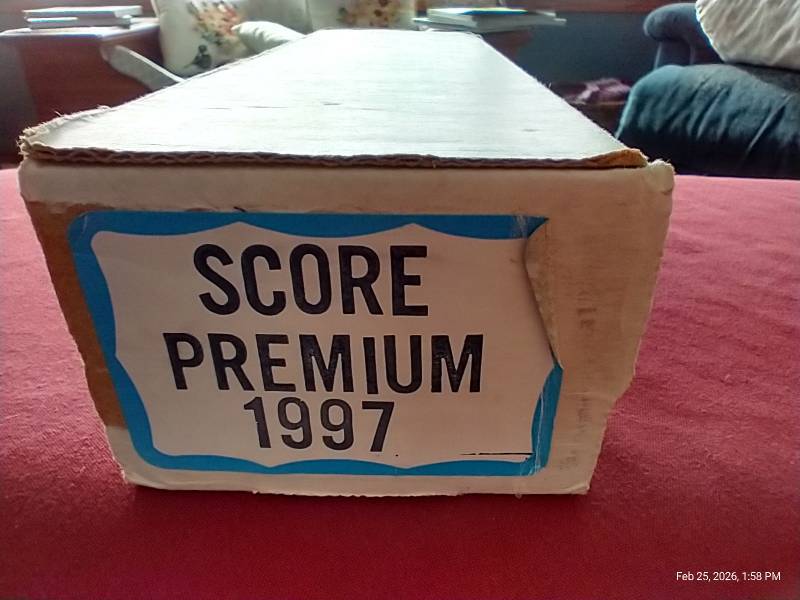 SCORE
PREMIUM
1997
Feb 25, 2026, 1:58 PM